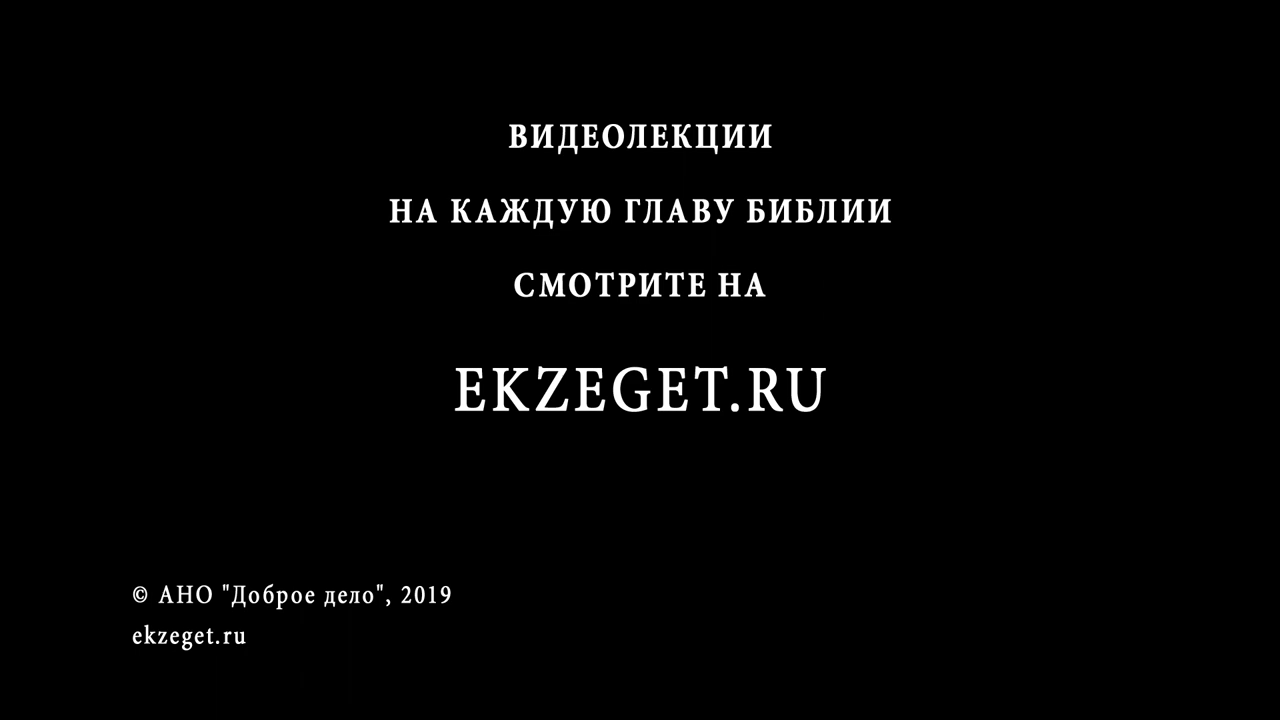 ВИДЕОЛЕКЦИИ
НА КАЖДУЮ ГЛАВУ БИБЛИИ
СМОТРИТЕ НА
EKZEGET.RU
© АНО "Доброе дело", 2019
ekzeget.ru